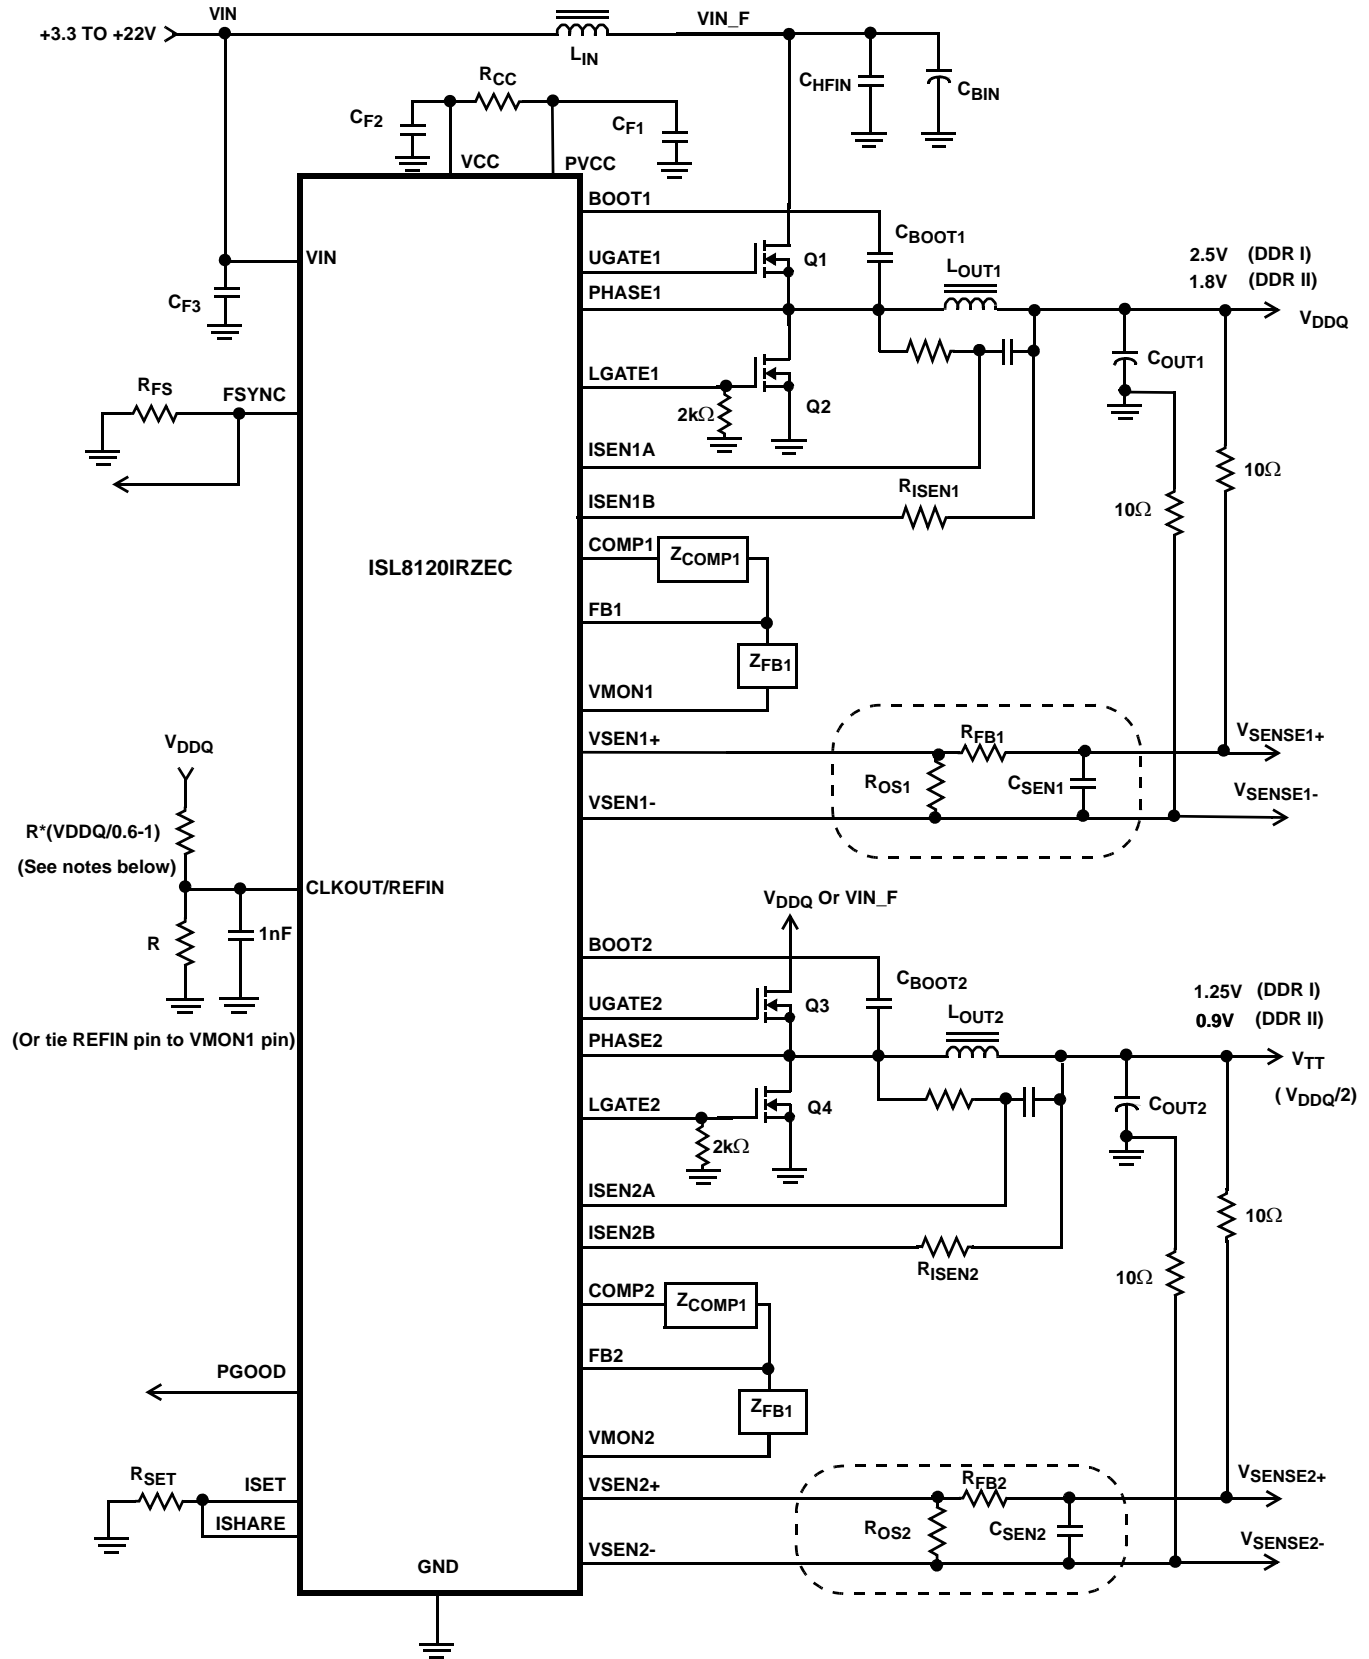 VIN
VIN_F
+3.3 TO +22V
LIN
RCC
CHFIN
CBIN
CF2
CF1
VCC
PVCC
BOOT1
CBOOT1
VIN
UGATE1
Q1
LOUT1
2.5V (DDR I)
1.8V (DDR II)
CF3
PHASE1
VDDQ
COUT1
RFS
FSYNC
LGATE1
2kΩ
Q2
ISEN1A
10Ω
RISEN1
ISEN1B
10Ω
COMP1
ZCOMP1
ISL8120IRZEC
FB1
ZFB1
VMON1
VSEN1+
RFB1
VSENSE1+
VDDQ
ROS1
CSEN1
VSENSE1-
VSEN1-
R*(VDDQ/0.6-1)
(See notes below)
CLKOUT/REFIN
VDDQ Or VIN_F
R
1nF
BOOT2
CBOOT2
1.25V (DDR I)
0.9V (DDR II)
UGATE2
Q3
LOUT2
(Or tie REFIN pin to VMON1 pin)
PHASE2
VTT
(VDDQ/2)
LGATE2
Q4
COUT2
2kΩ
ISEN2A
10Ω
ISEN2B
RISEN2
10Ω
COMP2
ZCOMP1
FB2
PGOOD
ZFB1
VMON2
RSET
ISET
VSEN2+
RFB2
VSENSE2+
ISHARE
ROS2
CSEN2
VSEN2-
VSENSE2-
GND